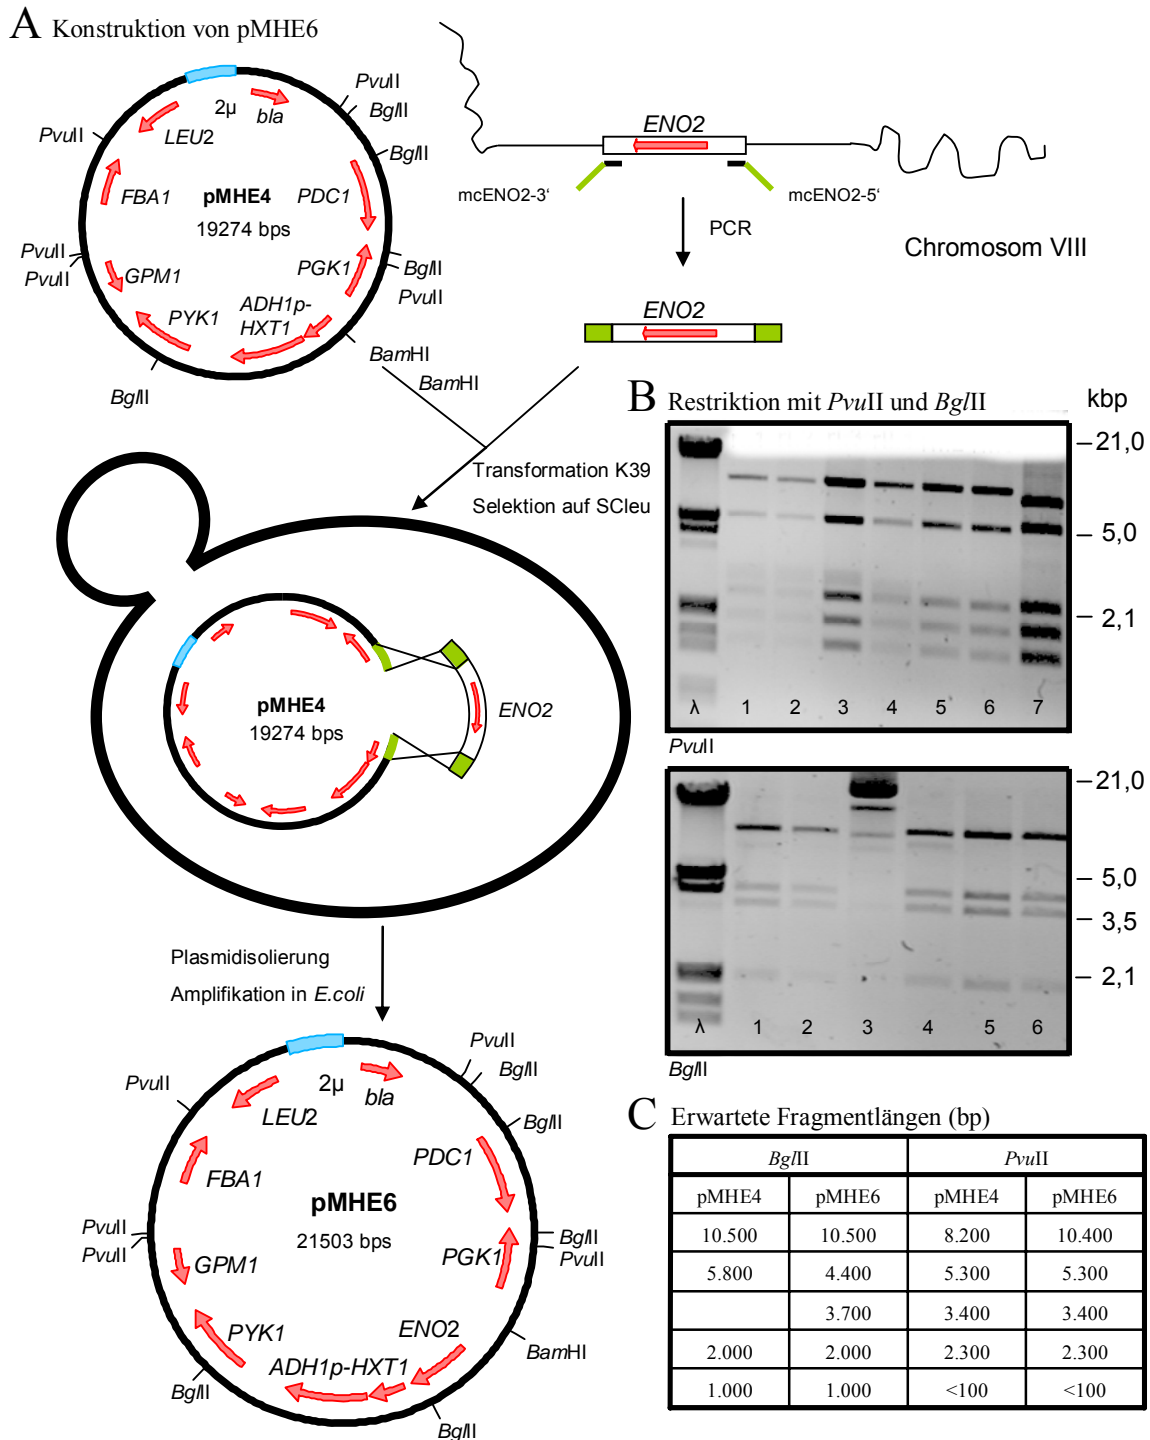 A Konstruktion von pMHE6
PvuII
BglII
PvuII
2µ
bla
LEU2
BglII
FBA1
pMHE4
PDC1
19274 bps
PvuII
PvuII
GPM1
PGK1
BglII
PvuII
ADH1p-
HXT1
PYK1
BamHI
BglII
ENO2
mcENO2-3‘
mcENO2-5‘
PCR
Chromosom VIII
ENO2
BamHI
Transformation K39
Selektion auf SCleu
pMHE4
19274 bps
ENO2
Plasmidisolierung
Amplifikation in E.coli
PvuII
BglII
PvuII
2µ
bla
LEU2
BglII
PDC1
FBA1
pMHE6
21503 bps
PvuII
PvuII
GPM1
PGK1
BglII
PvuII
PYK1
ENO2
BamHI
ADH1p-HXT1
BglII
BglII
B Restriktion mit PvuII und BglII
kbp
21,0
5,0
2,1
λ 1 2 3 4 5 6 7
PvuII
21,0
5,0
3,5
2,1
λ 1 2 3 4 5 6
BglII
C Erwartete Fragmentlängen (bp)
BglII PvuII
pMHE4 pMHE6 pMHE4 pMHE6
10.500 10.500 8.200 10.400
5.800 4.400 5.300 5.300
3.700 3.400 3.400
2.000 2.000 2.300 2.300
1.000 1.000 <100 <100